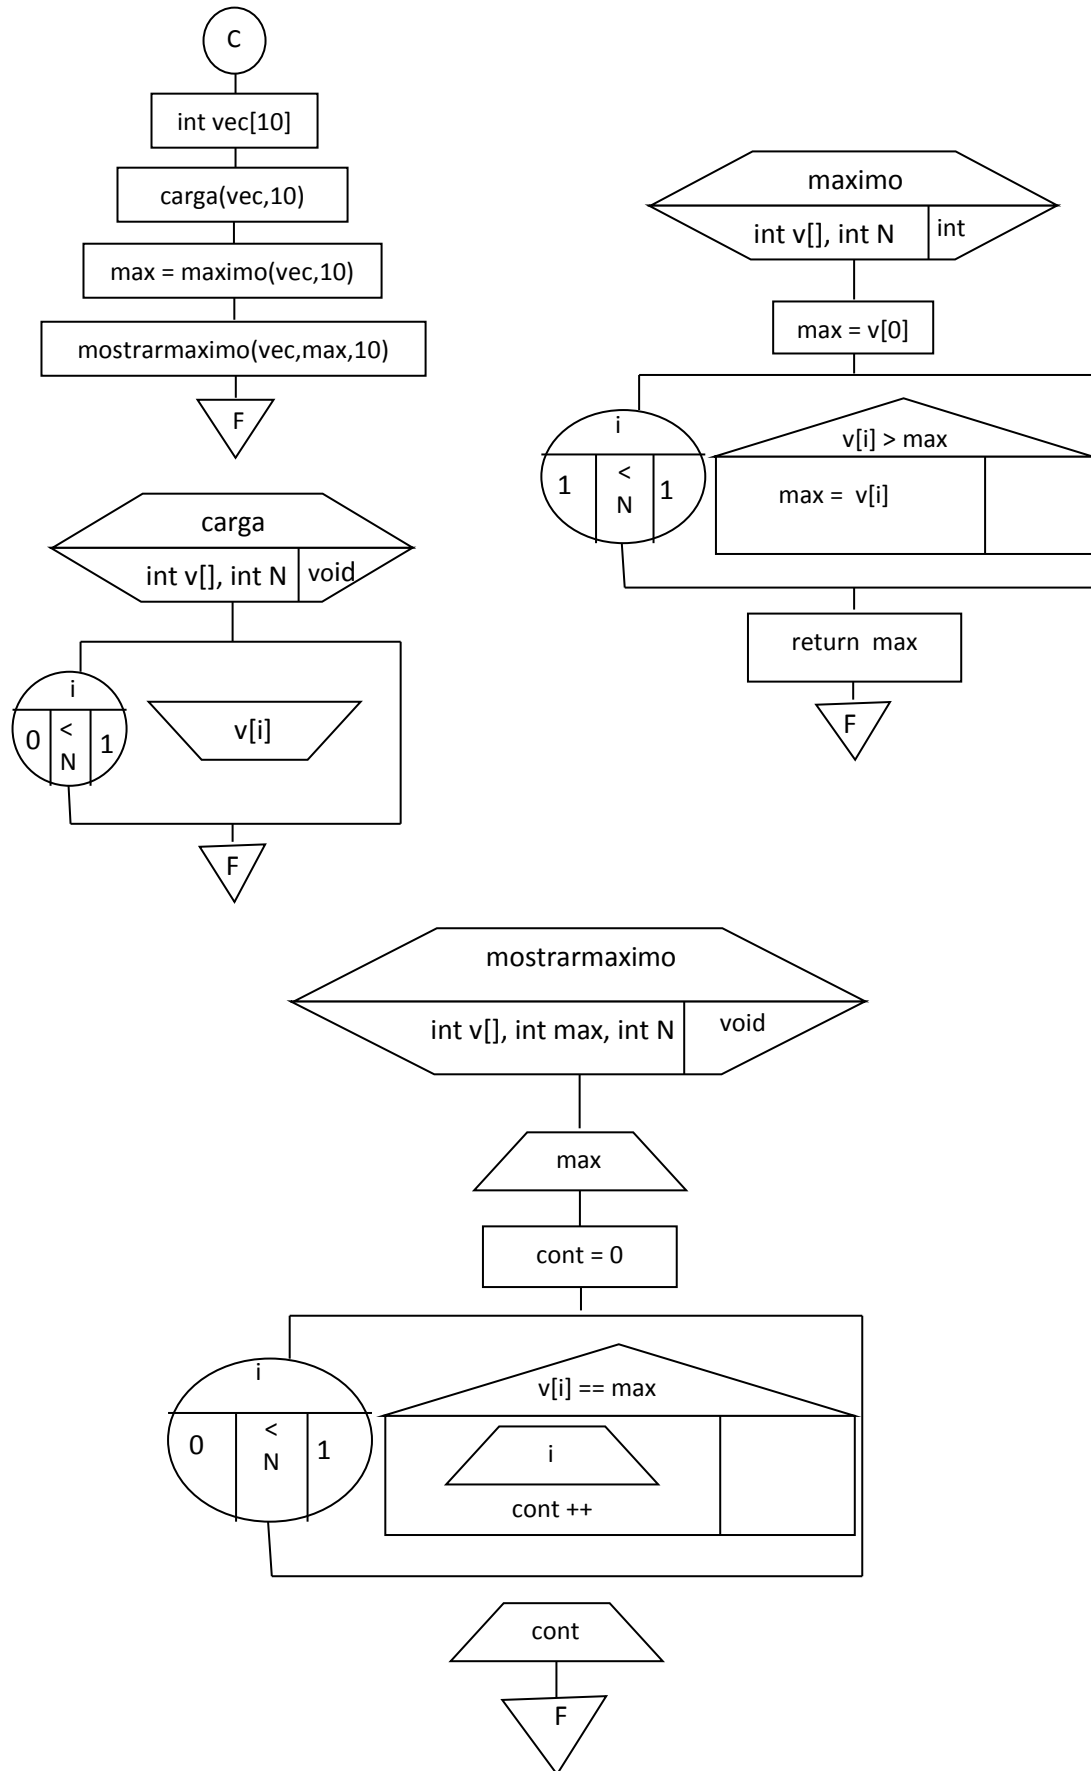 C
int vec[10]
carga(vec,10)
max = maximo(vec,10)
mostrarmaximo(vec,max,10)
F
carga
int v[], int N
void
i
0
<
N
1
v[i]
F
maximo
int v[], int N
int
max = v[0]
i
1
<
N
1
v[i] > max
max = v[i]
return max
F
mostrarmaximo
int v[], int max, int N
void
max
cont = 0
i
0
<
N
1
v[i] == max
i
cont ++
cont
F